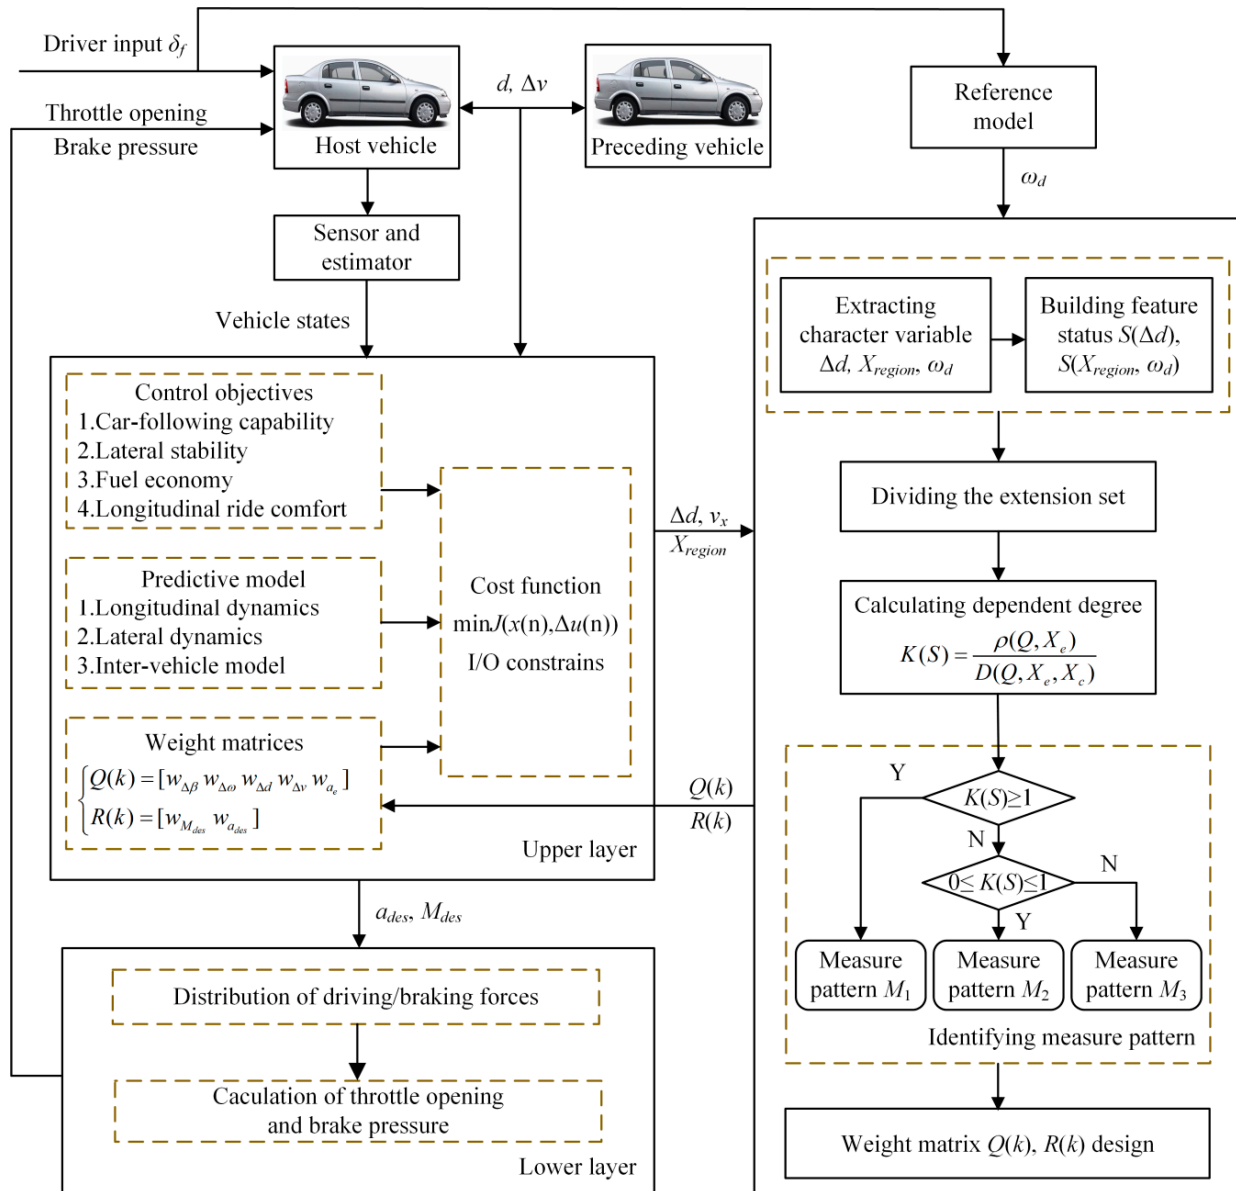 Driver input δf
Throttle opening
Brake pressure
Host vehicle
d, Δv
Preceding vehicle
Reference
model
ωd
Sensor and
estimator
Vehicle states
Control objectives
1.Car-following capability
2.Lateral stability
3.Fuel economy
4.Longitudinal ride comfort
Predictive model
1.Longitudinal dynamics
2.Lateral dynamics
3.Inter-vehicle model
Weight matrices
Q(k) = [wΔβ wΔω wΔd wΔv wae]
R(k) = [wMdes wades]
Cost function
minJ(x(n),Δu(n))
I/O constrains
Upper layer
Δd, vx
Xregion
Q(k)
R(k)
ades, Mdes
Distribution of driving/braking forces
Caculation of throttle opening
and brake pressure
Lower layer
Extracting
character variable
Δd, Xregion, ωd
Building feature
status S(Δd),
S(Xregion, ωd)
Dividing the extension set
Calculating dependent degree
K(S) = ρ(Q, Xe) / D(Q, Xe, Xc)
Y
K(S)≥1
N
0≤ K(S)≤1
N
Y
Measure
pattern M1
Measure
pattern M2
Measure
pattern M3
Identifying measure pattern
Weight matrix Q(k), R(k) design